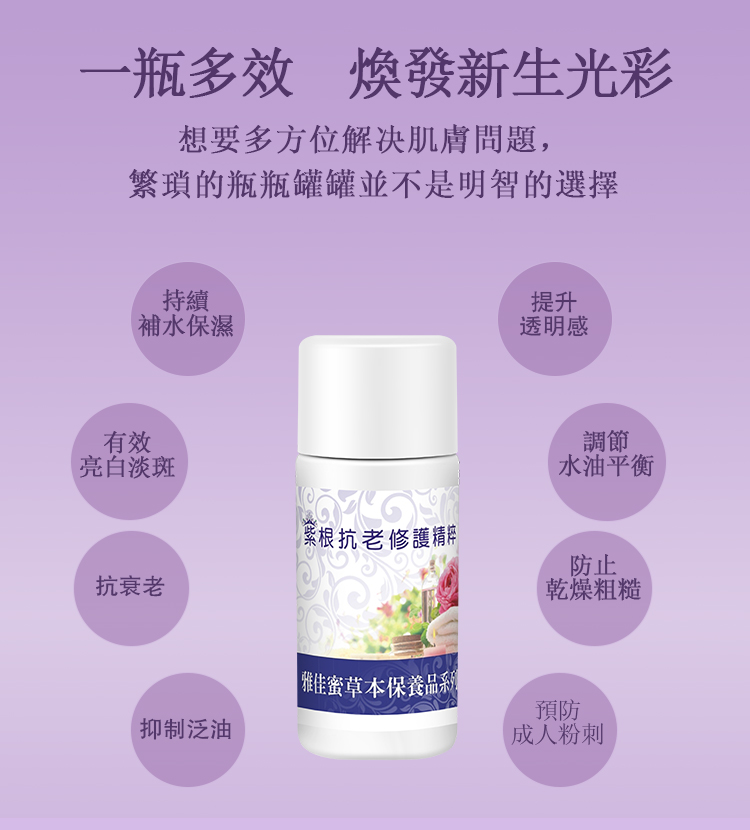 一瓶多效　煥發新生光彩
想要多方位解决肌膚問題，
繁瑣的瓶瓶罐罐並不是明智的選擇
持續
補水保濕
提升
透明感
有效
亮白淡斑
調節
水油平衡
抗衰老
防止
乾燥粗糙
抑制泛油
預防
成人粉刺
紫根抗老修護精粹
雅佳蜜草本保養品系列